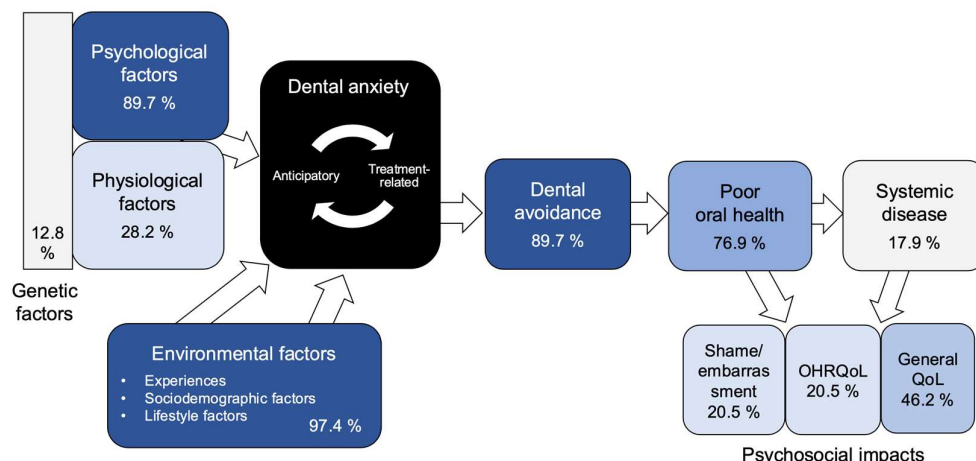 Psychological
factors
89.7 %
Physiological
factors
28.2 %
12.8
%
Genetic
factors
Dental anxiety
Anticipatory
Treatment-
related
Dental
avoidance
89.7 %
Poor
oral health
76.9 %
Systemic
disease
17.9 %
Environmental factors
• Experiences
• Sociodemographic factors
• Lifestyle factors
97.4 %
Shame/
embarras
sment
20.5 %
OHRQoL
20.5 %
General
QoL
46.2 %
Psychosocial impacts